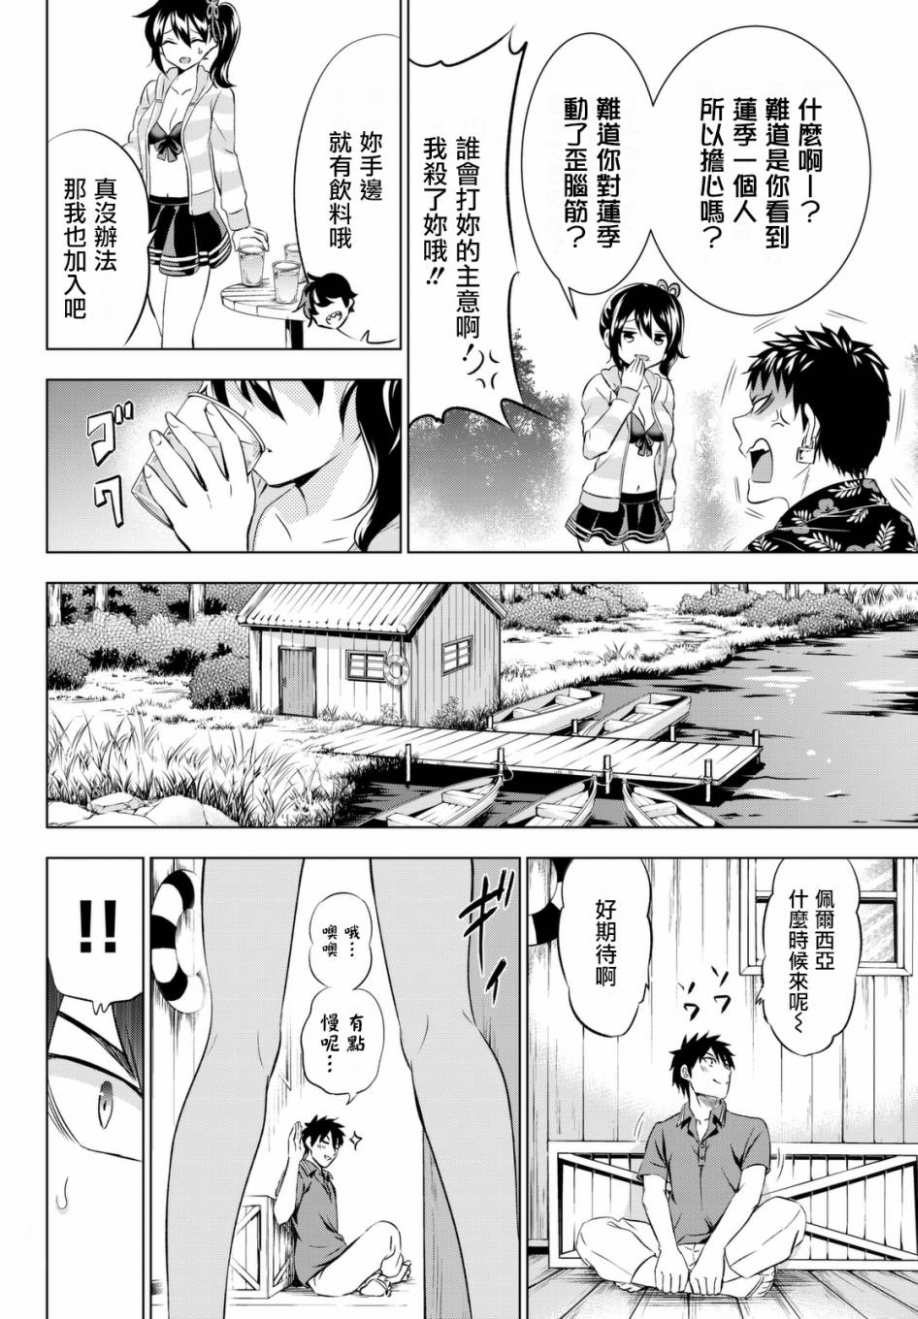 什麼啊ー？
難道是你看到
蓮季一個人
所以擔心嗎？
難道你對蓮季
動了歪腦筋？
誰會打妳的主意啊！
我殺了妳哦!!
妳手邊
就有飲料哦
真沒辦法
那我也加入吧
ゴク
佩爾西亞
什麼時候來呢～
好期待啊
ザッ
哦…
噢噢
有點
慢呢…
!!